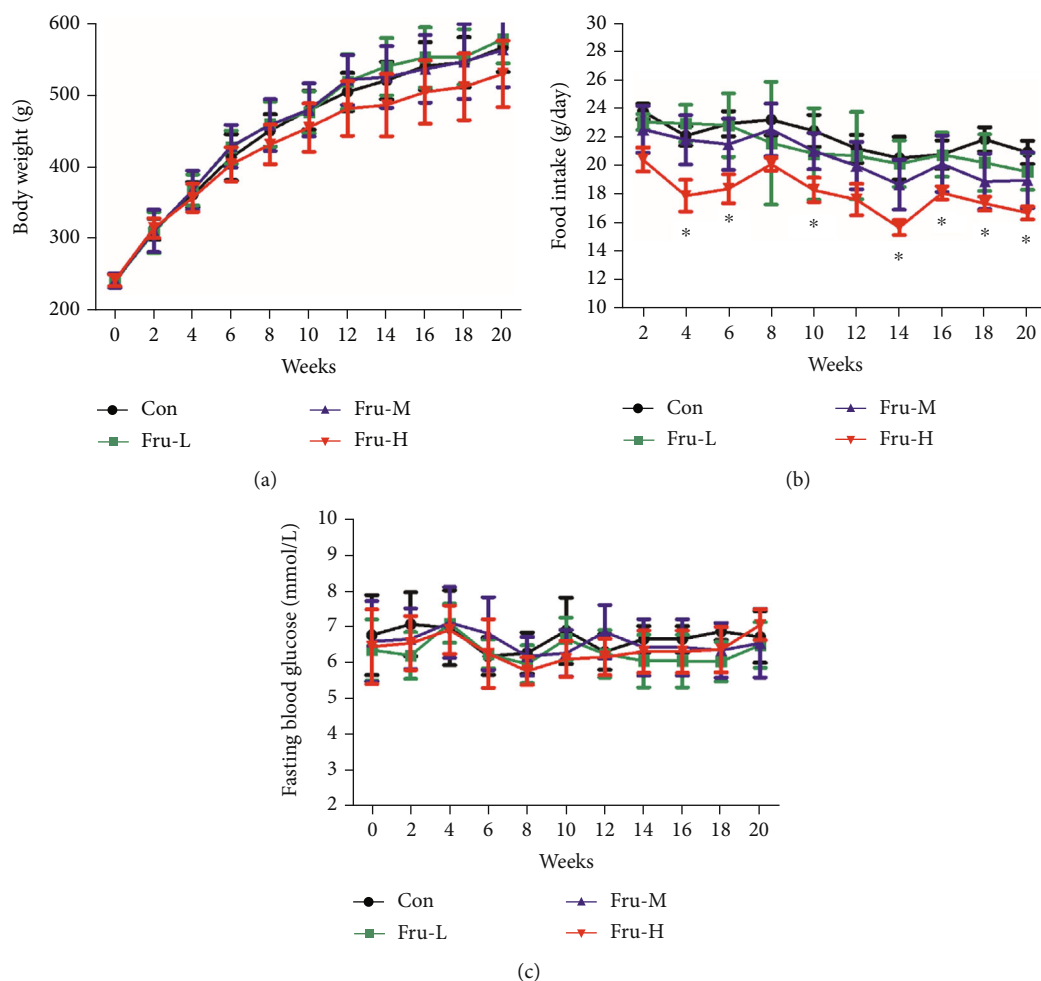 600
500
400
300
200
Body weight (g)
0 2 4 6 8 10 12 14 16 18 20
Weeks
Con Fru-M
Fru-L Fru-H
(a)
30
28
26
24
22
20
18
16
14
12
10
Food intake (g/day)
* * * * * * *
2 4 6 8 10 12 14 16 18 20
Weeks
Con Fru-M
Fru-L Fru-H
(b)
10
9
8
7
6
5
4
3
2
Fasting blood glucose (mmol/L)
0 2 4 6 8 10 12 14 16 18 20
Weeks
Con Fru-M
Fru-L Fru-H
(c)